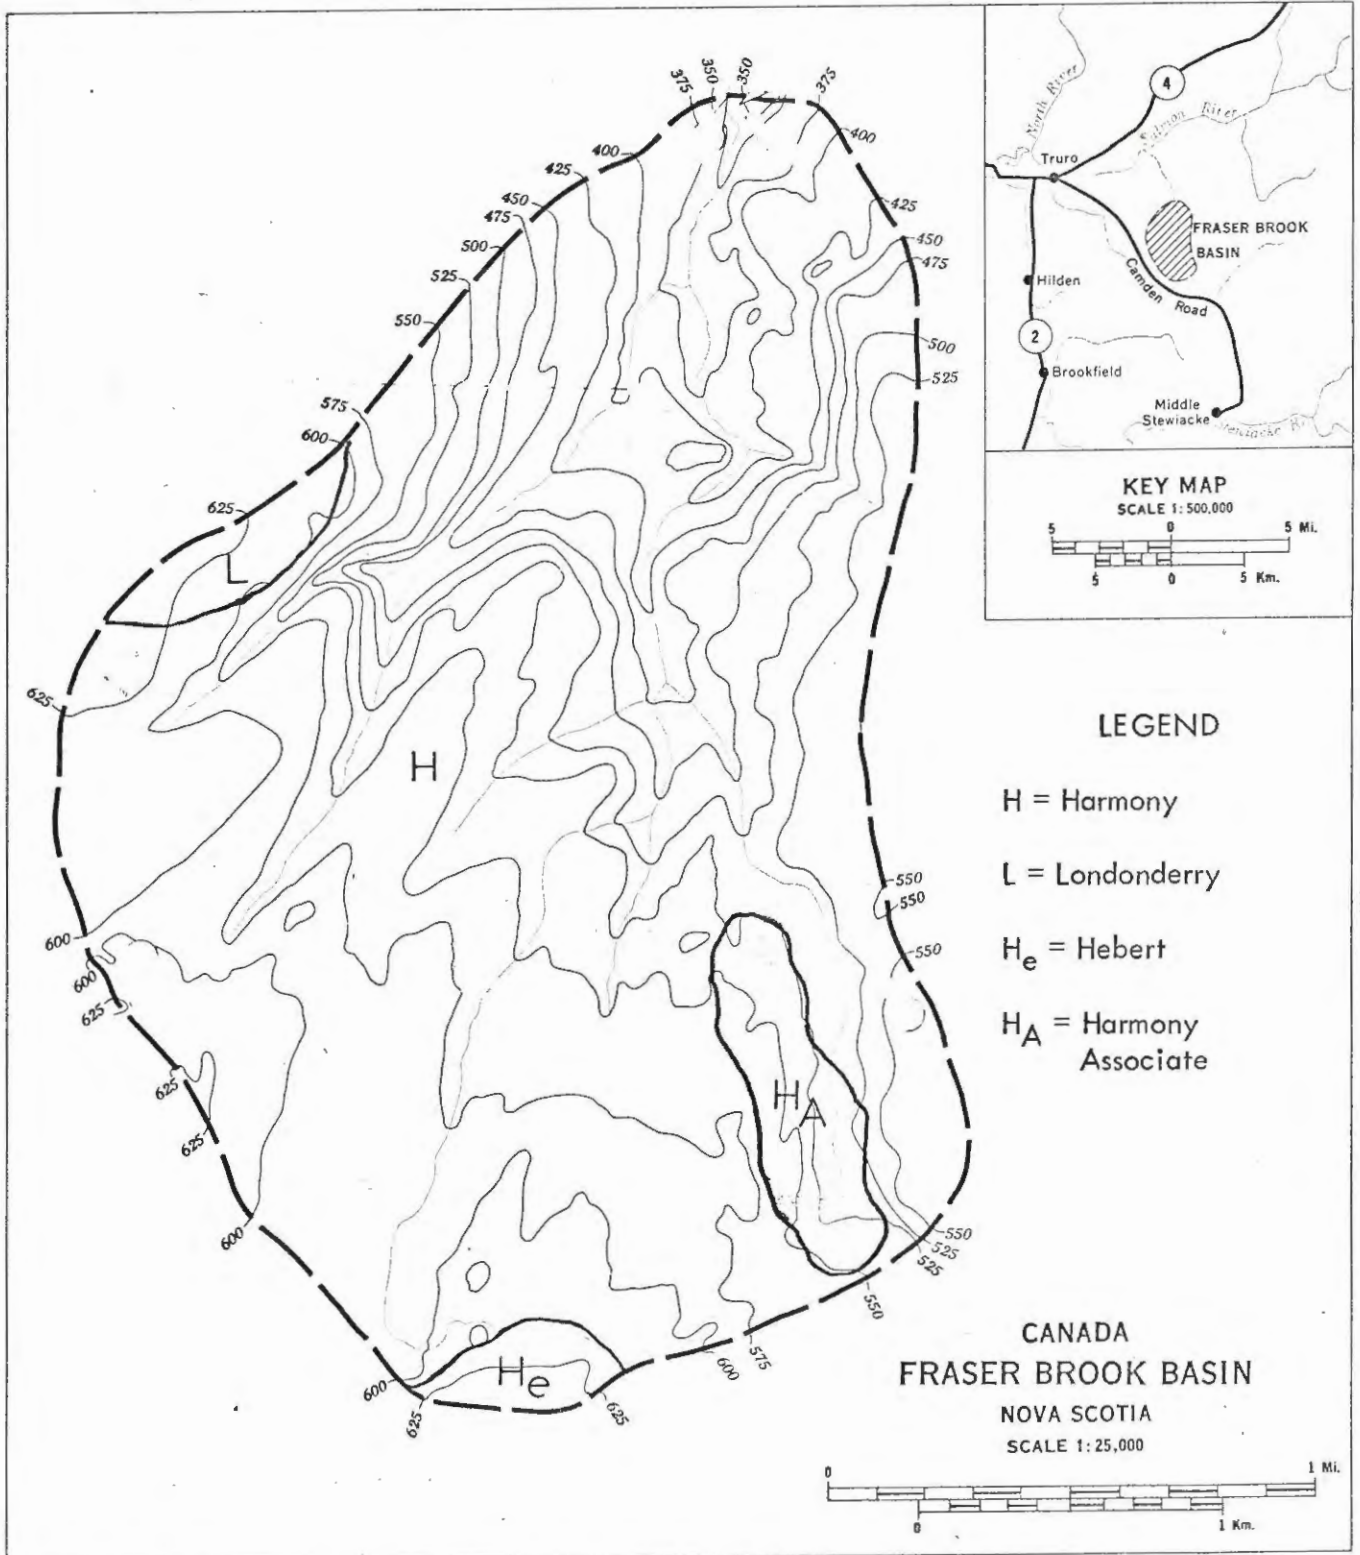 375
350
350
375
400
400
425
425
450
450
475
475
500
525
500
550
525
575
600
625
L
625
H
550
550
600
550
600
625
H A
625
625
600
550
525
525
550
600
575
600
He
625
625
North River
4
Salmon River
Truro
FRASER BROOK
BASIN
Camden Road
Hilden
2
Brookfield
Middle
Stewiacke
Stewiacke Ri
KEY MAP
SCALE 1:500,000
5 0 5 Mi.
5 0 5 Km.
LEGEND
H = Harmony
L = Londonderry
He = Hebert
HA = Harmony
Associate
CANADA
FRASER BROOK BASIN
NOVA SCOTIA
SCALE 1:25,000
0 1 Mi.
0 1 Km.